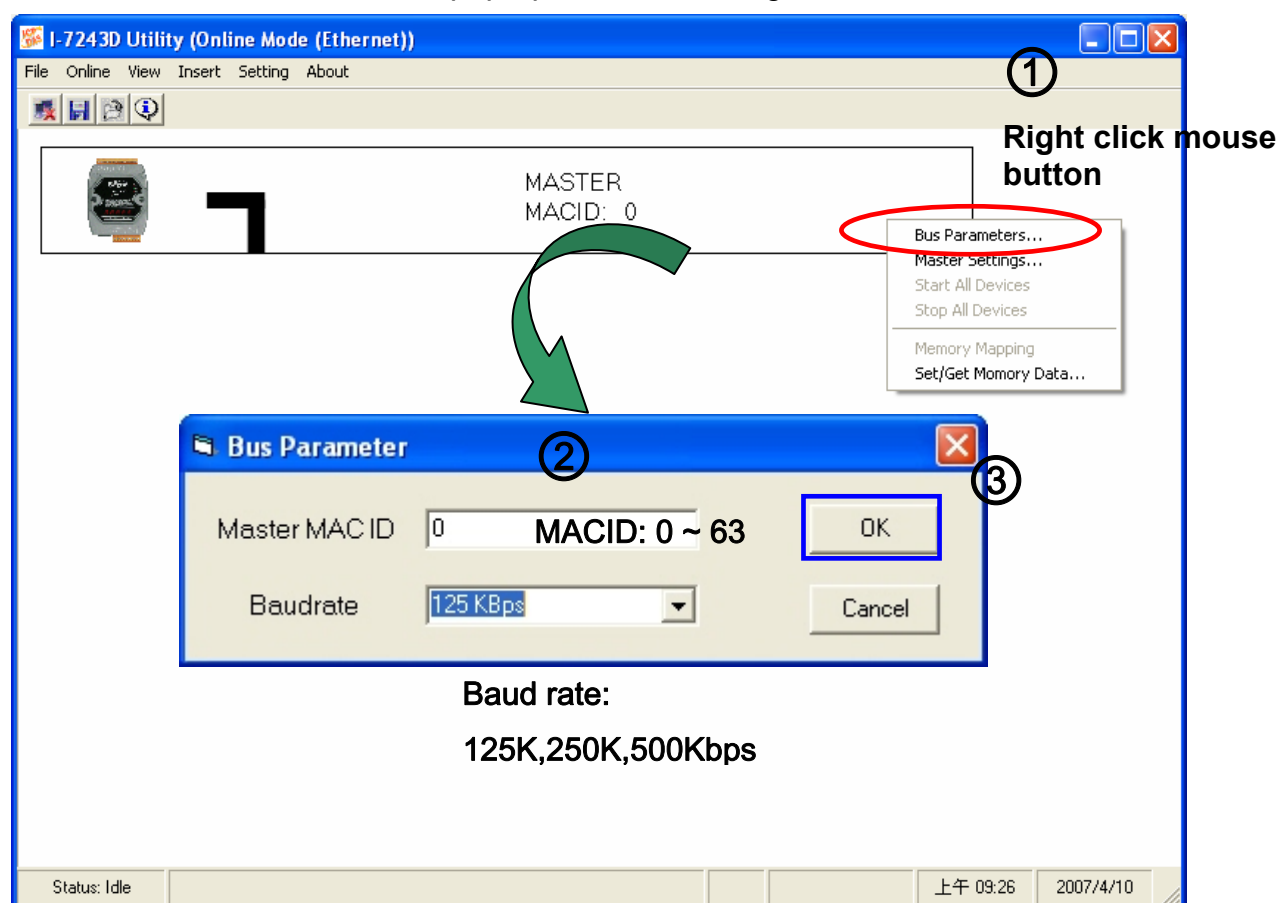 I-7243D Utility (Online Mode (Ethernet))
File Online View Insert Setting About
①
Right click mouse
button
MASTER
MACID: 0
Bus Parameters...
Master Settings...
Start All Devices
Stop All Devices
Memory Mapping
Set/Get Momory Data...
Bus Parameter
②
③
Master MAC ID 0 MACID: 0 ~ 63 OK
Baudrate 125 KBps Cancel
Baud rate:
125K,250K,500Kbps
Status: Idle 上午 09:26 2007/4/10